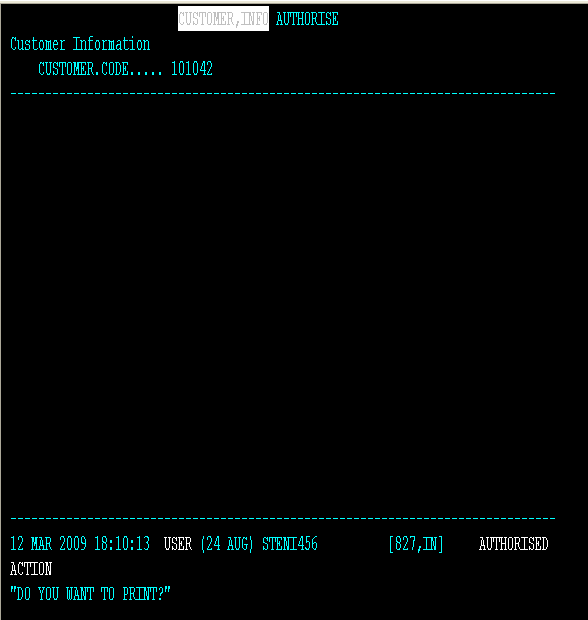 CUSTOMER,INFO AUTHORISE
Customer Information
CUSTOMER.CODE..... 101042
------------------------------------------------------------------------------
------------------------------------------------------------------------------
12 MAR 2009 18:10:13 USER (24 AUG) STENI456 [827,IN] AUTHORISED
ACTION
"DO YOU WANT TO PRINT?"